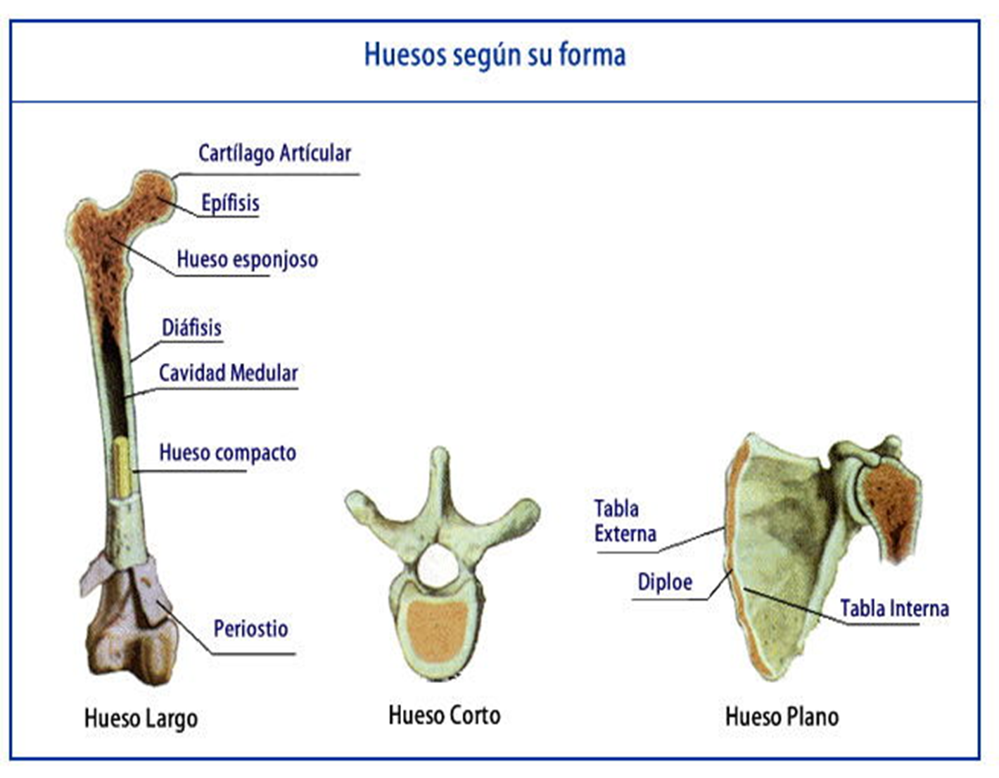 Huesos según su forma
Cartílago Artícular
Epífisis
Hueso esponjoso
Diáfisis
Cavidad Medular
Hueso compacto
Periostio
Hueso Largo
Hueso Corto
Tabla
Externa
Diploe
Tabla Interna
Hueso Plano